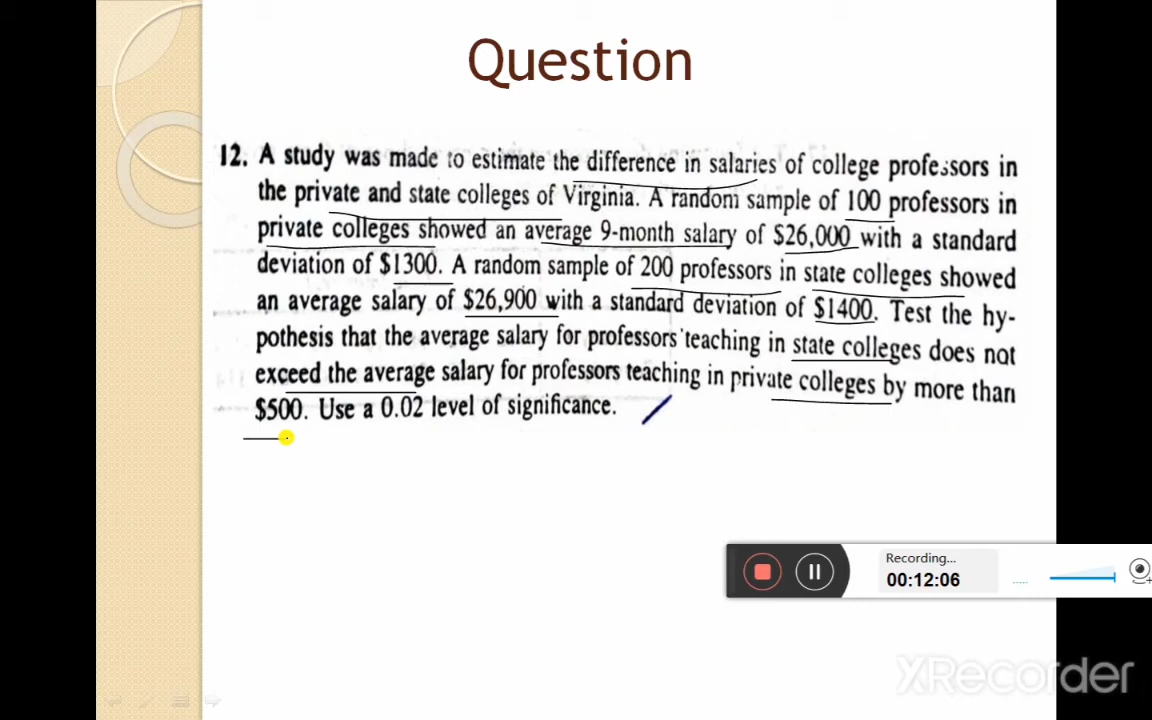 Question
12. A study was made to estimate the difference in salaries of college professors in
the private and state colleges of Virginia. A random sample of 100 professors in
private colleges showed an average 9-month salary of $26,000 with a standard
deviation of $1300. A random sample of 200 professors in state colleges showed
an average salary of $26,900 with a standard deviation of $1400. Test the hy-
pothesis that the average salary for professors teaching in state colleges does not
exceed the average salary for professors teaching in private colleges by more than
$500. Use a 0.02 level of significance.
Recording...
00:12:06
XRecorder